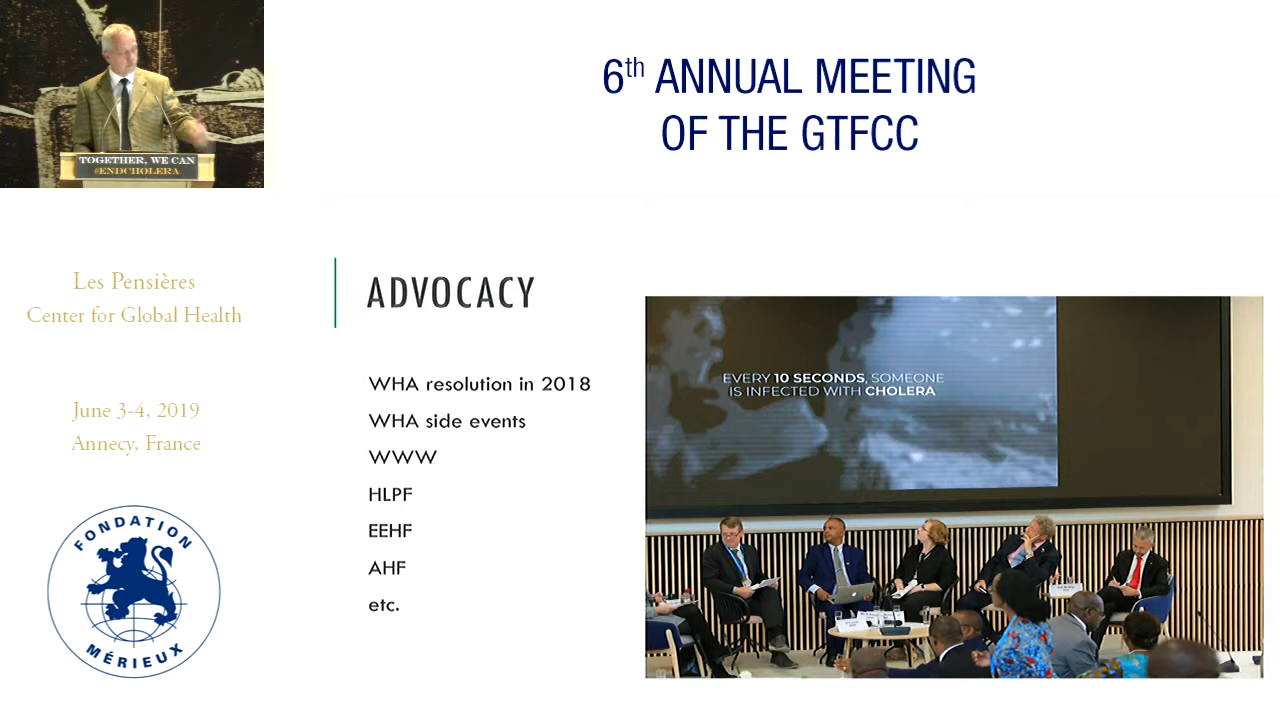 TOGETHER, WE CAN
#ENDCHOLERA
6th ANNUAL MEETING
OF THE GTFCC
Les Pensières
Center for Global Health
June 3-4, 2019
Annecy, France
FONDATION
MÉRIEUX
ADVOCACY
WHA resolution in 2018
WHA side events
WWW
HLPF
EEHF
AHF
etc.
EVERY 10 SECONDS, SOMEONE
IS INFECTED WITH CHOLERA